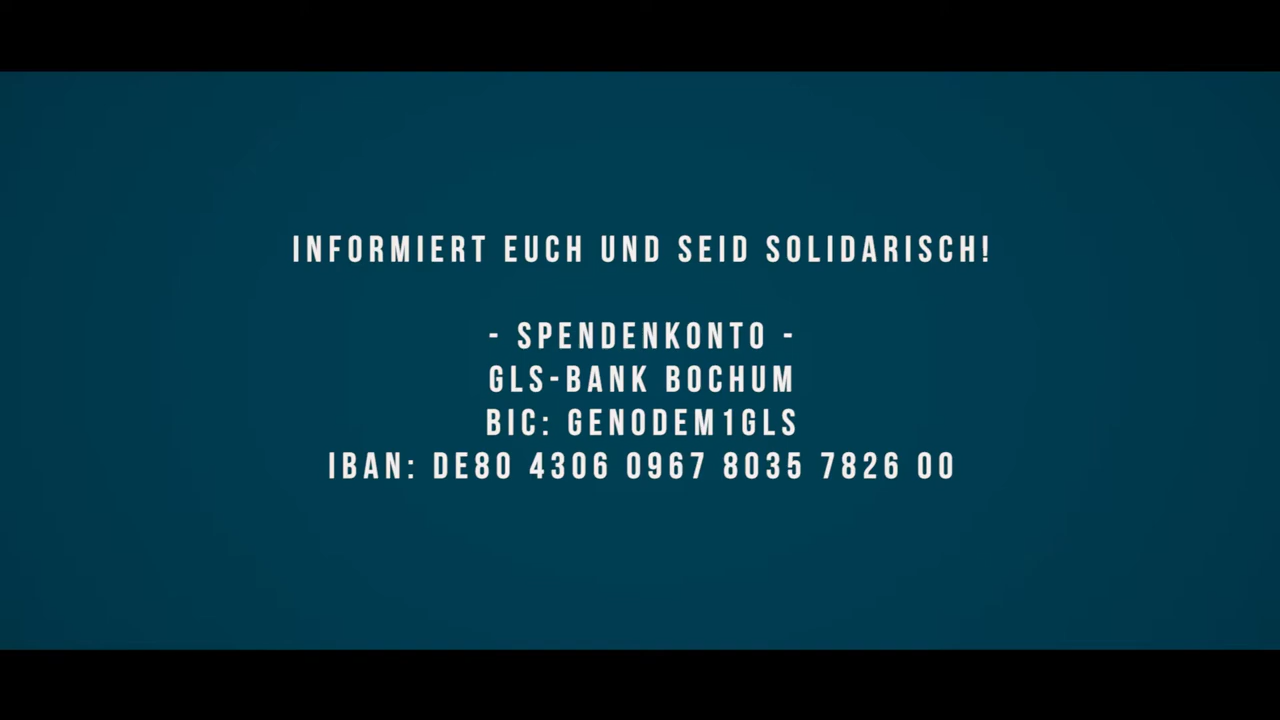 INFORMIERT EUCH UND SEID SOLIDARISCH!
- SPENDENKONTO -
GLS-BANK BOCHUM
BIC: GENODEM1GLS
IBAN: DE80 4306 0967 8035 7826 00